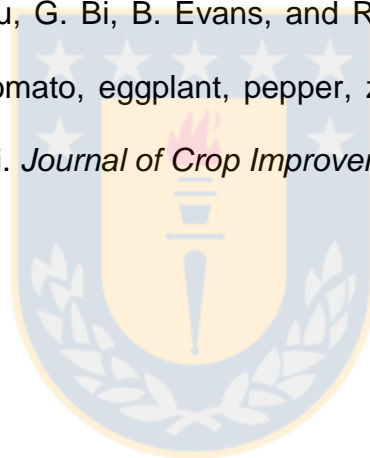 u, G. Bi, B. Evans, and R
omato, eggplant, pepper, z
i. Journal of Crop Improver